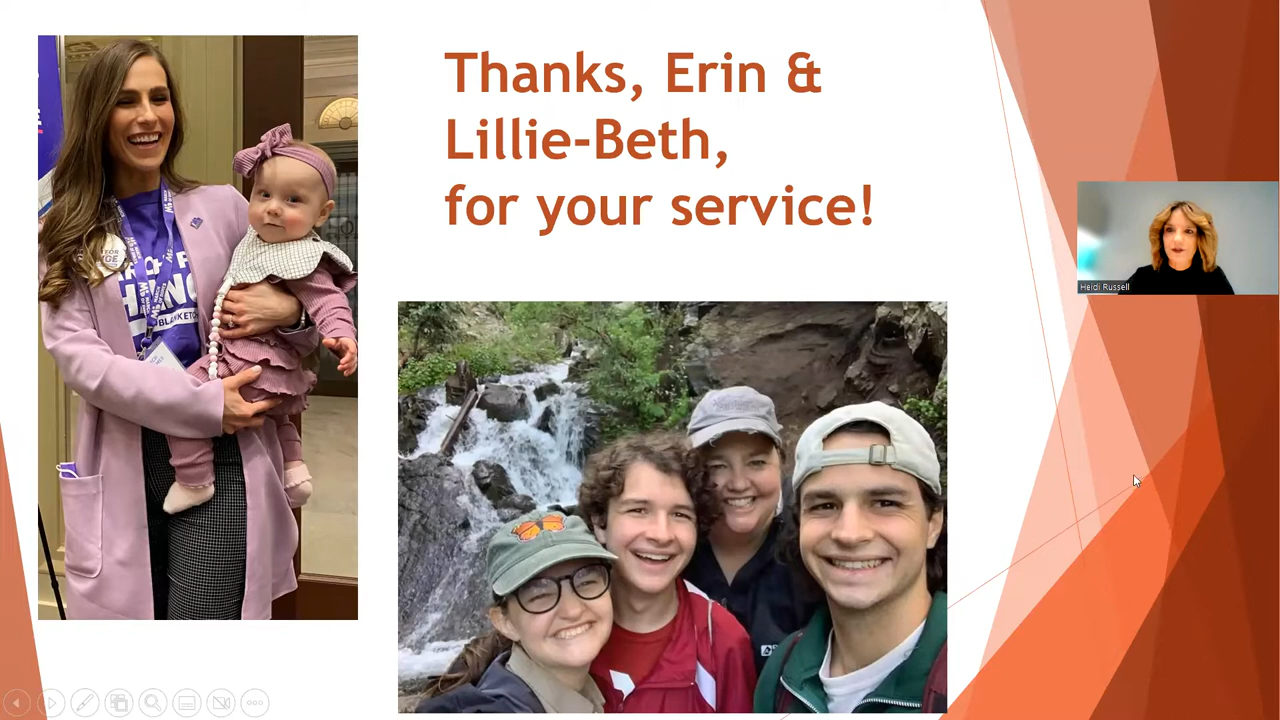 Thanks, Erin &
Lillie-Beth,
for your service!
Heidi Russell